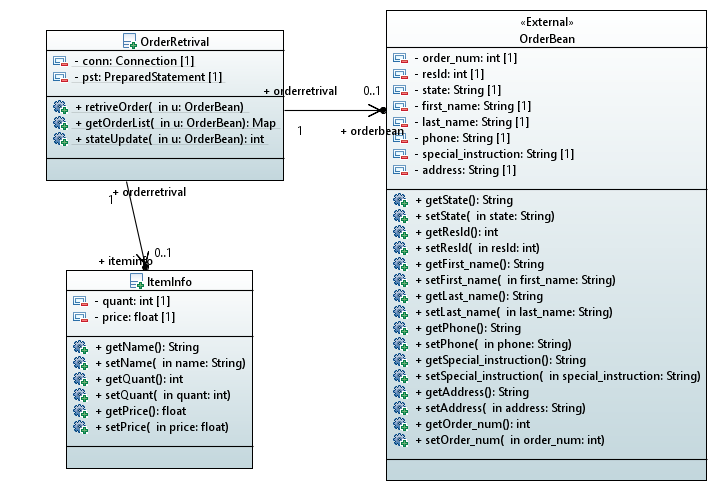 OrderRetrival
- conn: Connection [1]
- pst: PreparedStatement [1]
+ retriveOrder( in u: OrderBean)
+ getOrderList( in u: OrderBean): Map
+ stateUpdate( in u: OrderBean): int
+ orderretrival
0..1
1
+ orderbean
«External»
OrderBean
- order_num: int [1]
- resId: int [1]
- state: String [1]
- first_name: String [1]
- last_name: String [1]
- phone: String [1]
- special_instruction: String [1]
- address: String [1]
+ getState(): String
+ setState( in state: String)
+ getResId(): int
+ setResId( in resId: int)
+ getFirst_name(): String
+ setFirst_name( in first_name: String)
+ getLast_name(): String
+ setLast_name( in last_name: String)
+ getPhone(): String
+ setPhone( in phone: String)
+ getSpecial_instruction(): String
+ setSpecial_instruction( in special_instruction: String)
+ getAddress(): String
+ setAddress( in address: String)
+ getOrder_num(): int
+ setOrder_num( in order_num: int)
+ orderretrival
1
0..1
+ iteminfo
ItemInfo
- quant: int [1]
- price: float [1]
+ getName(): String
+ setName( in name: String)
+ getQuant(): int
+ setQuant( in quant: int)
+ getPrice(): float
+ setPrice( in price: float)